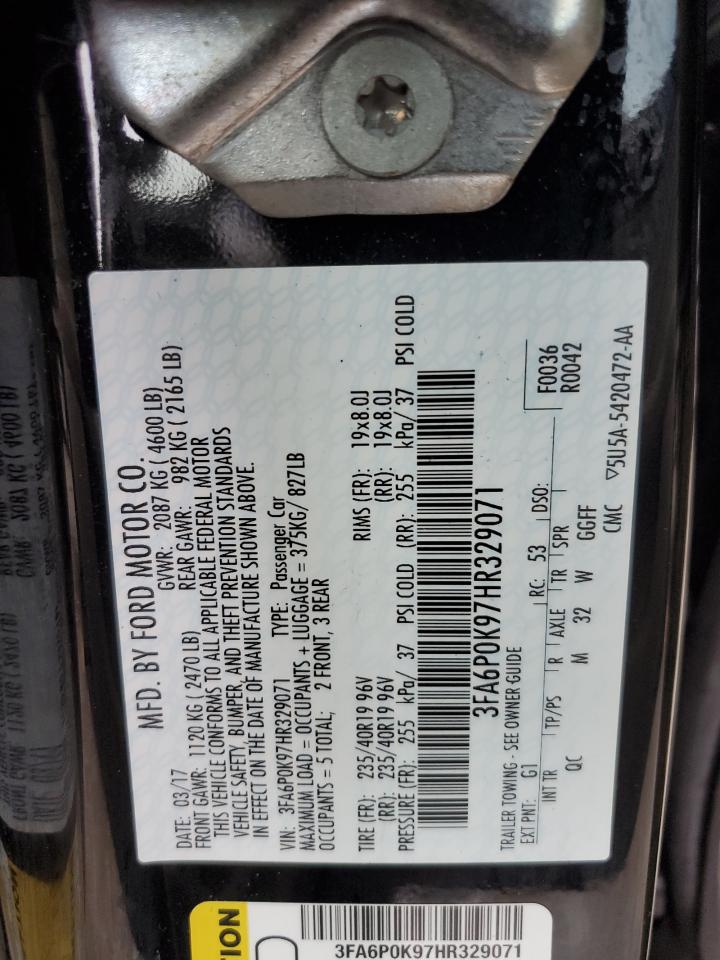 MFD. BY FORD MOTOR CO.
DATE: 03/17 GVWR: 2087 KG ( 4600 LB)
FRONT GAWR: 1120 KG ( 2470 LB) REAR GAWR: 982 KG ( 2165 LB)
THIS VEHICLE CONFORMS TO ALL APPLICABLE FEDERAL MOTOR
VEHICLE SAFETY, BUMPER, AND THEFT PREVENTION STANDARDS
IN EFFECT ON THE DATE OF MANUFACTURE SHOWN ABOVE.
VIN: 3FA6P0K97HR329071 TYPE: Passenger Car
MAXIMUM LOAD = OCCUPANTS + LUGGAGE = 375KG/ 827LB
OCCUPANTS = 5 TOTAL: 2 FRONT, 3 REAR
TIRE (FR): 235/40R19 96V RIMS (FR): 19x8.0J
(RR): 235/40R19 96V (RR): 19x8.0J
PRESSURE (FR): 255 kPa/ 37 PSI COLD (RR): 255 kPa/ 37 PSI COLD
3FA6P0K97HR329071
TRAILER TOWING - SEE OWNER GUIDE
EXT PNT: G1 RC: 53 DSO: F0036
R0042
INT TR TP/PS R AXLE TR SPR
QC M 32 W GGFF
CMC ▽5U5A-5420472-AA
TION
3FA6P0K97HR329071